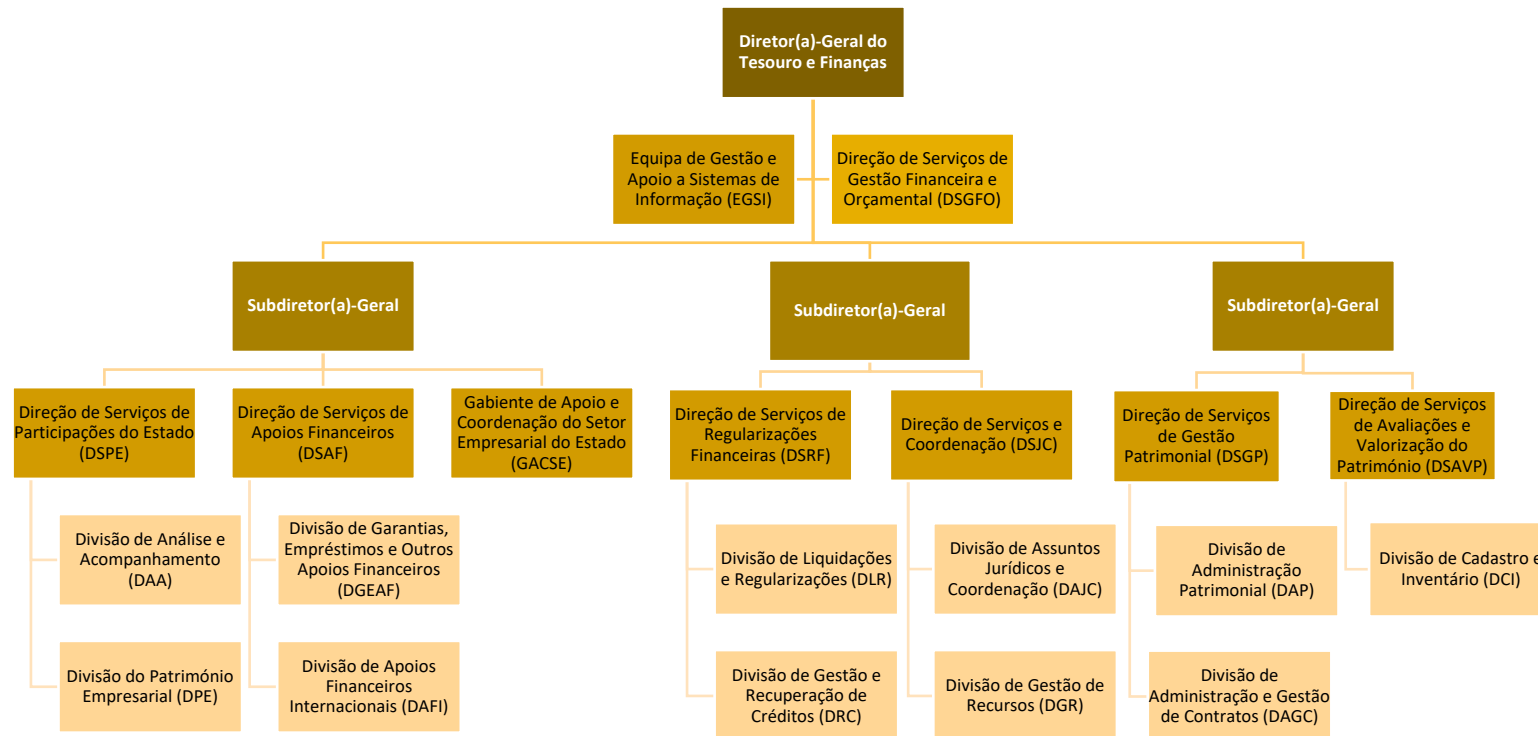 Diretor(a)-Geral do
Tesouro e Finanças
Equipa de Gestão e
Apoio a Sistemas de
Informação (EGSI)
Direção de Serviços de
Gestão Financeira e
Orçamental (DSGFO)
Subdiretor(a)-Geral
Subdiretor(a)-Geral
Subdiretor(a)-Geral
Direção de Serviços de
Participações do Estado
(DSPE)
Direção de Serviços de
Apoios Financeiros
(DSAF)
Gabiente de Apoio e
Coordenação do Setor
Empresarial do Estado
(GACSE)
Direção de Serviços de
Regularizações
Financeiras (DSRF)
Direção de Serviços e
Coordenação (DSJC)
Direção de Serviços
de Gestão
Patrimonial (DSGP)
Direção de Serviços
de Avaliações e
Valorização do
Património (DSAVP)
Divisão de Análise e
Acompanhamento
(DAA)
Divisão de Garantias,
Empréstimos e Outros
Apoios Financeiros
(DGEAF)
Divisão de Liquidações
e Regularizações (DLR)
Divisão de Assuntos
Jurídicos e
Coordenação (DAJC)
Divisão de
Administração
Patrimonial (DAP)
Divisão de Cadastro e
Inventário (DCI)
Divisão do Património
Empresarial (DPE)
Divisão de Apoios
Financeiros
Internacionais (DAFI)
Divisão de Gestão e
Recuperação de
Créditos (DRC)
Divisão de Gestão de
Recursos (DGR)
Divisão de
Administração e Gestão
de Contratos (DAGC)